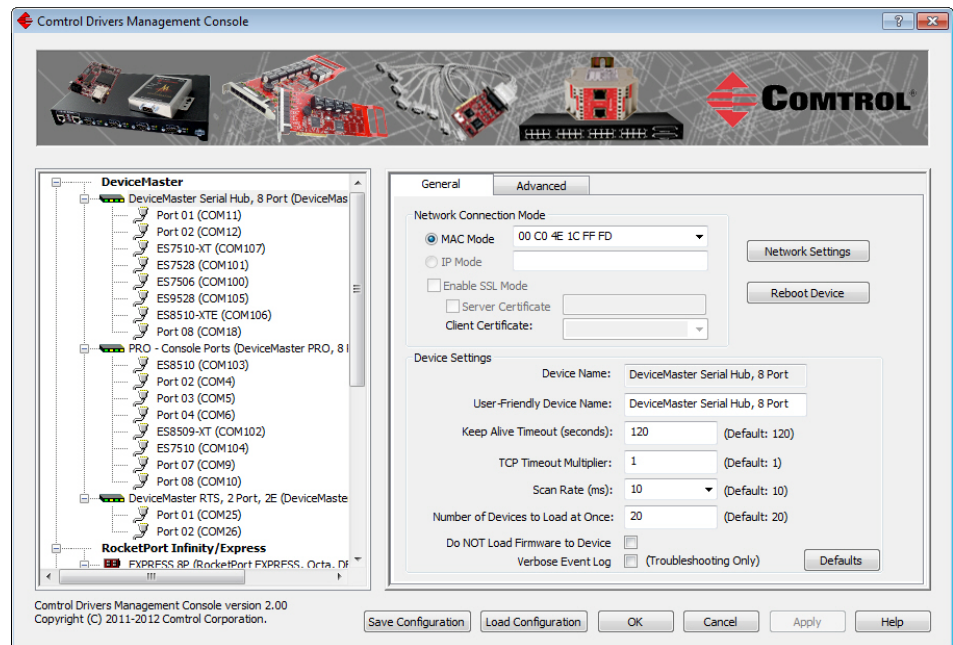 Comtrol Drivers Management Console
COMTROL
DeviceMaster
DeviceMaster Serial Hub, 8 Port (DeviceMas
Port 01 (COM11)
Port 02 (COM12)
ES7510-XT (COM107)
ES7528 (COM101)
ES7506 (COM100)
ES9528 (COM105)
ES8510-XTE (COM106)
Port 08 (COM18)
PRO - Console Ports (DeviceMaster PRO, 8
ES8510 (COM103)
Port 02 (COM4)
Port 03 (COM5)
Port 04 (COM6)
ES8509-XT (COM102)
ES7510 (COM104)
Port 07 (COM9)
Port 08 (COM10)
DeviceMaster RTS, 2 Port, 2E (DeviceMaste
Port 01 (COM25)
Port 02 (COM26)
RocketPort Infinity/Express
EXPRESS 8P (RocketPort EXPRESS, Octa, DB
General
Advanced
Network Connection Mode
MAC Mode 00 C0 4E 1C FF FD
IP Mode
Enable SSL Mode
Server Certificate
Client Certificate:
Network Settings
Reboot Device
Device Settings
Device Name: DeviceMaster Serial Hub, 8 Port
User-Friendly Device Name: DeviceMaster Serial Hub, 8 Port
Keep Alive Timeout (seconds): 120 (Default: 120)
TCP Timeout Multiplier: 1 (Default: 1)
Scan Rate (ms): 10 (Default: 10)
Number of Devices to Load at Once: 20 (Default: 20)
Do NOT Load Firmware to Device
Verbose Event Log (Troubleshooting Only) Defaults
Comtrol Drivers Management Console version 2.00
Copyright (C) 2011-2012 Comtrol Corporation.
Save Configuration Load Configuration OK Cancel Apply Help